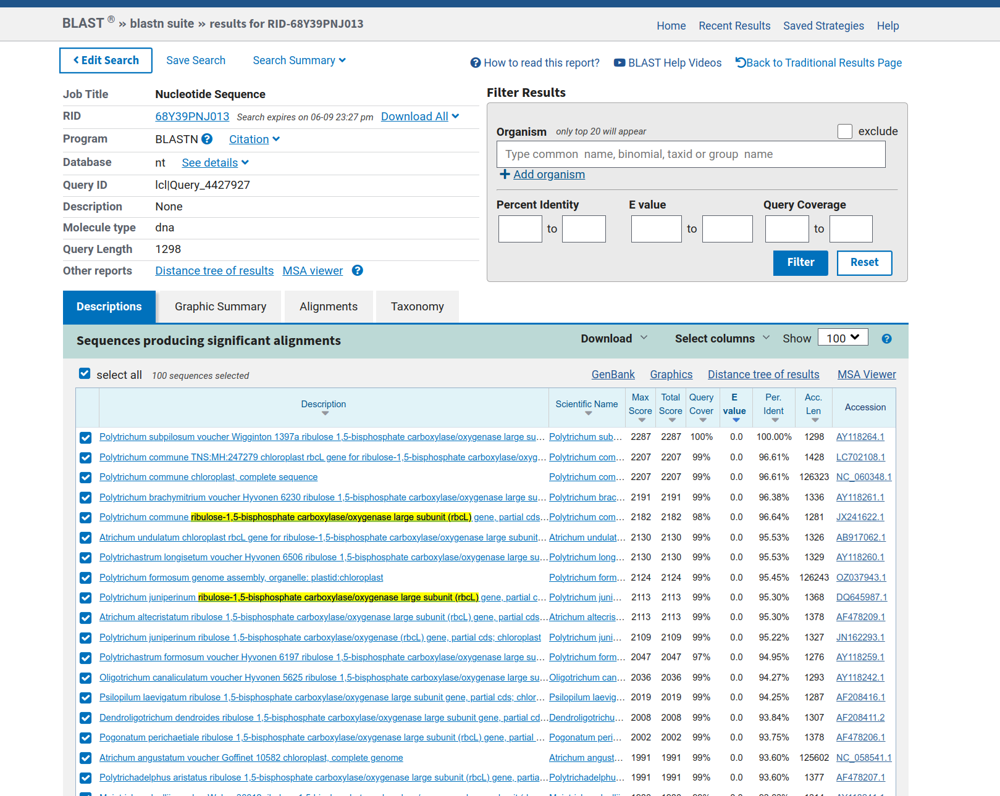 BLAST ® » blastn suite » results for RID-68Y39PNJ013
Home Recent Results Saved Strategies Help
Edit Search Save Search Search Summary
How to read this report? BLAST Help Videos Back to Traditional Results Page
Job Title Nucleotide Sequence
RID 68Y39PNJ013 Search expires on 06-09 23:27 pm Download All
Program BLASTN Citation
Database nt See details
Query ID lcl|Query_4427927
Description None
Molecule type dna
Query Length 1298
Other reports Distance tree of results MSA viewer
Filter Results
Organism only top 20 will appear exclude
Type common name, binomial, taxid or group name
Add organism
Percent Identity E value Query Coverage
to to to
Filter Reset
Descriptions Graphic Summary Alignments Taxonomy
Sequences producing significant alignments Download Select columns Show 100
select all 100 sequences selected GenBank Graphics Distance tree of results MSA Viewer
Description Scientific Name Max Score Total Score Query Cover E value Per. Ident Acc. Len Accession
Polytrichum subpilosum voucher Wigginton 1397a ribulose 1,5-bisphosphate carboxylase/oxygenase large su... Polytrichum sub... 2287 2287 100% 0.0 100.00% 1298 AY118264.1
Polytrichum commune TNS:MH:247279 chloroplast rbcL gene for ribulose-1,5-bisphosphate carboxylase/oxyg... Polytrichum com... 2207 2207 99% 0.0 96.61% 1428 LC702108.1
Polytrichum commune chloroplast, complete sequence Polytrichum com... 2207 2207 99% 0.0 96.61% 126323 NC_060348.1
Polytrichum brachymitrium voucher Hyvonen 6230 ribulose 1,5-bisphosphate carboxylase/oxygenase large su... Polytrichum brac... 2191 2191 99% 0.0 96.38% 1336 AY118261.1
Polytrichum commune ribulose-1,5-bisphosphate carboxylase/oxygenase large subunit (rbcL) gene, partial cds... Polytrichum com... 2182 2182 98% 0.0 96.64% 1281 JX241622.1
Atrichum undulatum chloroplast rbcL gene for ribulose-1,5-bisphosphate carboxylase/oxygenase large subunit... Atrichum undulat... 2130 2130 99% 0.0 95.53% 1326 AB917062.1
Polytrichastrum longisetum voucher Hyvonen 6506 ribulose 1,5-bisphosphate carboxylase/oxygenase large su... Polytrichum long... 2130 2130 99% 0.0 95.53% 1329 AY118260.1
Polytrichum formosum genome assembly, organelle: plastid:chloroplast Polytrichum form... 2124 2124 99% 0.0 95.45% 126243 OZ037943.1
Polytrichum juniperinum ribulose-1,5-bisphosphate carboxylase/oxygenase large subunit (rbcL) gene, partial c... Polytrichum juni... 2113 2113 99% 0.0 95.30% 1368 DQ645987.1
Atrichum altecristatum ribulose 1,5-bisphosphate carboxylase/oxygenase large subunit (rbcL) gene, partial cds... Atrichum altecris... 2113 2113 99% 0.0 95.30% 1378 AF478209.1
Polytrichum juniperinum ribulose 1,5-bisphosphate carboxylase/oxygenase (rbcL) gene, partial cds; chloroplast Polytrichum juni... 2109 2109 99% 0.0 95.22% 1327 JN162293.1
Polytrichastrum formosum voucher Hyvonen 6197 ribulose 1,5-bisphosphate carboxylase/oxygenase large su... Polytrichum form... 2047 2047 97% 0.0 94.95% 1276 AY118259.1
Oligotrichum canaliculatum voucher Hyvonen 5625 ribulose 1,5-bisphosphate carboxylase/oxygenase large su... Oligotrichum can... 2036 2036 99% 0.0 94.27% 1293 AY118242.1
Psilopilum laevigatum ribulose 1,5-bisphosphate carboxylase/oxygenase large subunit gene, partial cds; chlor... Psilopilum laevig... 2019 2019 99% 0.0 94.25% 1287 AF208416.1
Dendroligotrichum dendroides ribulose 1,5-bisphosphate carboxylase/oxygenase large subunit gene, partial cd... Dendroligotrichu... 2008 2008 99% 0.0 93.84% 1307 AF208411.2
Pogonatum perichaetiale ribulose 1,5-bisphosphate carboxylase/oxygenase large subunit (rbcL) gene, partial ... Pogonatum peri... 2002 2002 99% 0.0 93.75% 1378 AF478206.1
Atrichum angustatum voucher Goffinet 10582 chloroplast, complete genome Atrichum angust... 1991 1991 99% 0.0 93.60% 125602 NC_058541.1
Polytrichadelphus aristatus ribulose 1,5-bisphosphate carboxylase/oxygenase large subunit (rbcL) gene, partia... Polytrichadelphu... 1991 1991 99% 0.0 93.60% 1377 AF478207.1